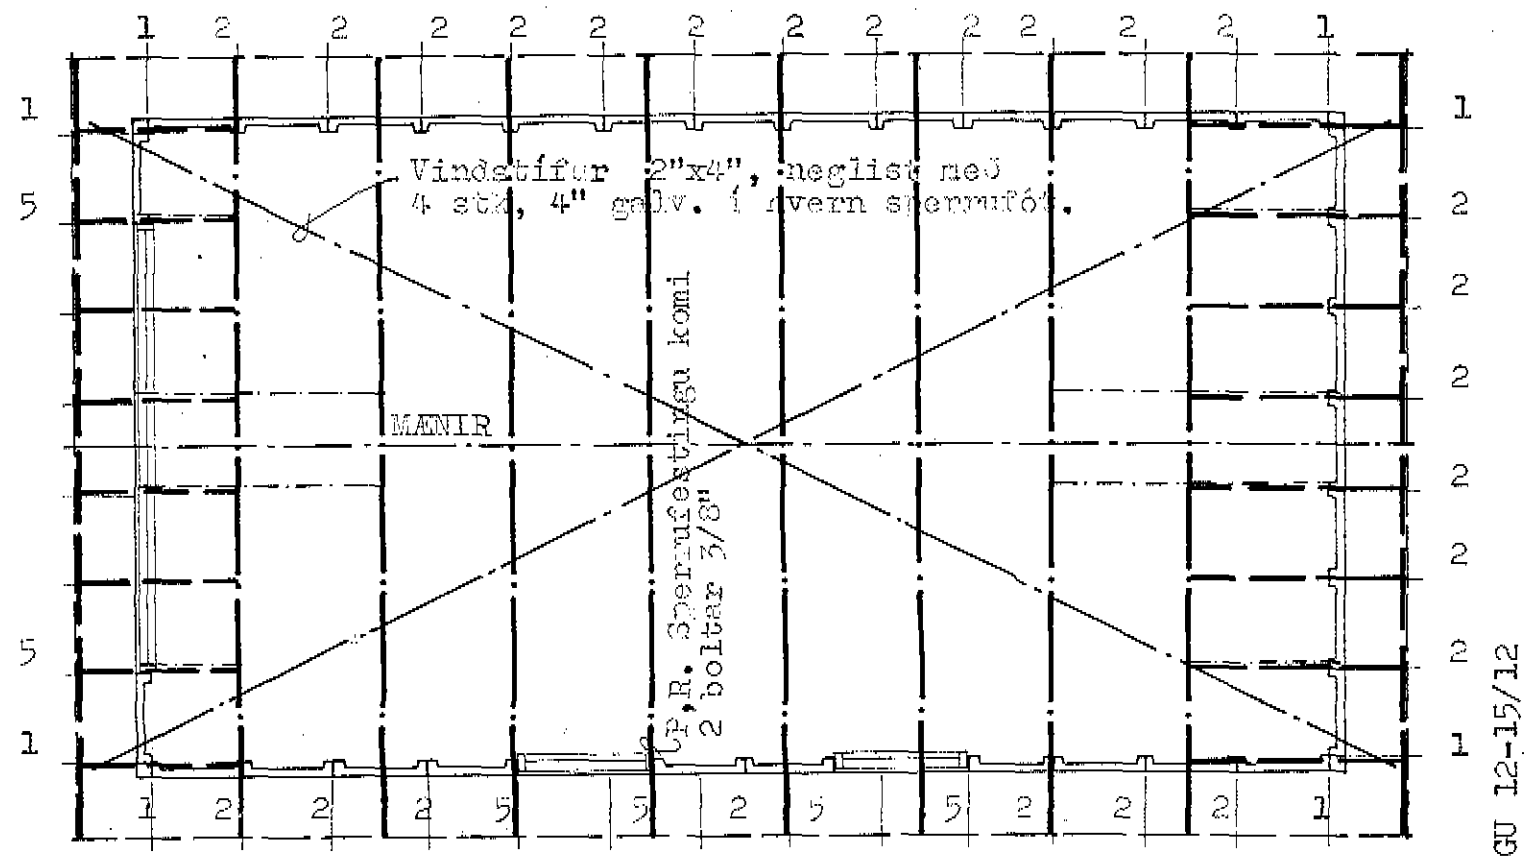 1 2 2 2 2 2 2 2 2 2 2 2 2 1
1 1
Vindstífur 2"x4", neglist með
4 stk, 4" galv. í hvern sperrufót.
5 2
2
2
MÆNIR
P,R. Sperrufestingu komi
2 boltar 3/8"
2
2
5 2
1 1
1 2 2 2 5 5 2 5 5 2 2 2 1
GU 12-15/12